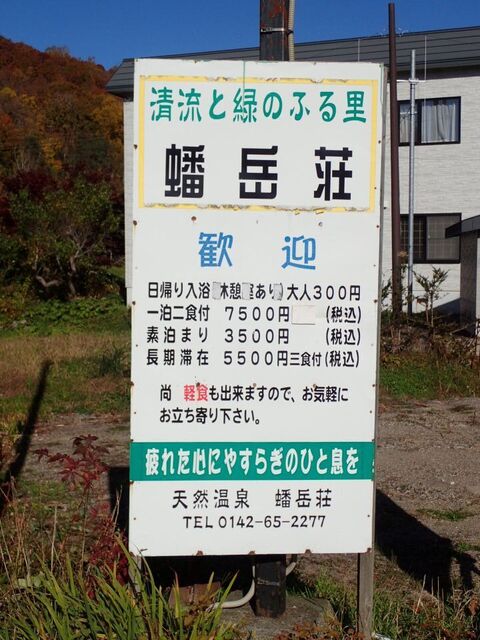 清流と緑のふる里
蟠岳荘
歓迎
日帰り入浴(休憩室あり)大人300円
一泊二食付 7500円 (税込)
素泊まり 3500円 (税込)
長期滞在 5500円三食付(税込)
尚 軽食も出来ますので、お気軽に
お立ち寄り下さい。
疲れた心にやすらぎのひと息を
天然温泉 蟠岳荘
TEL 0142-65-2277